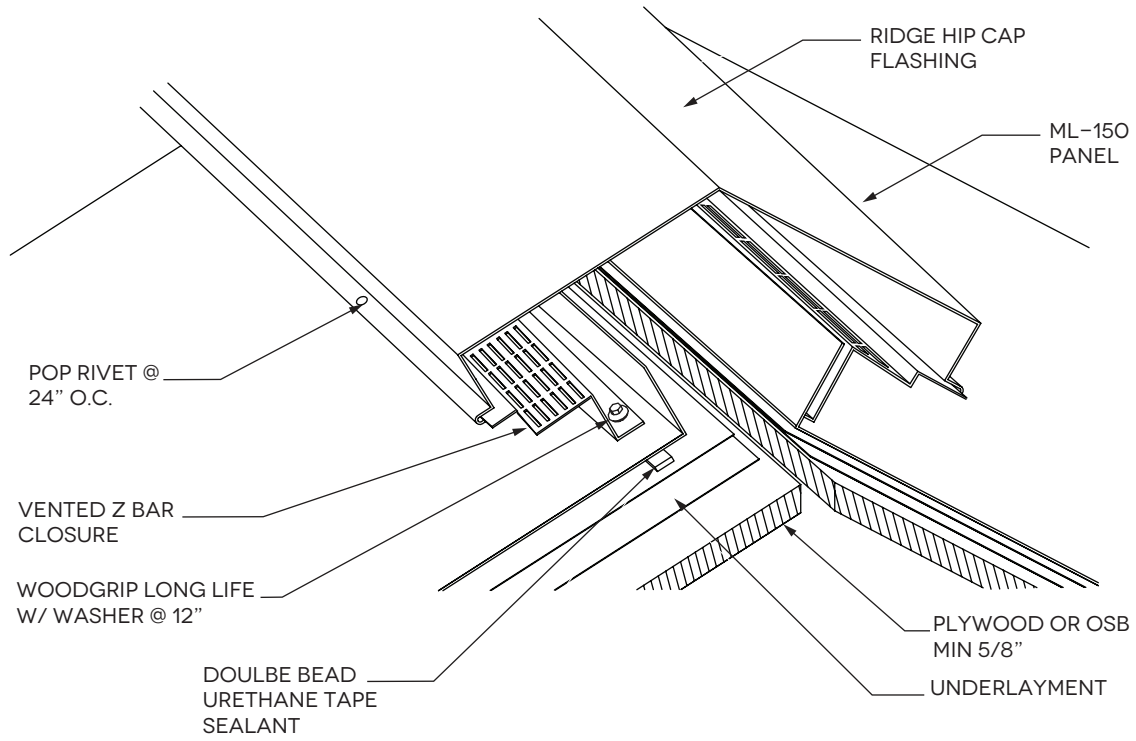 RIDGE HIP CAP
FLASHING
ML-150
PANEL
POP RIVET @
24” O.C.
VENTED Z BAR
CLOSURE
WOODGRIP LONG LIFE
W/ WASHER @ 12”
DOULBE BEAD
URETHANE TAPE
SEALANT
PLYWOOD OR OSB
MIN 5/8”
UNDERLAYMENT